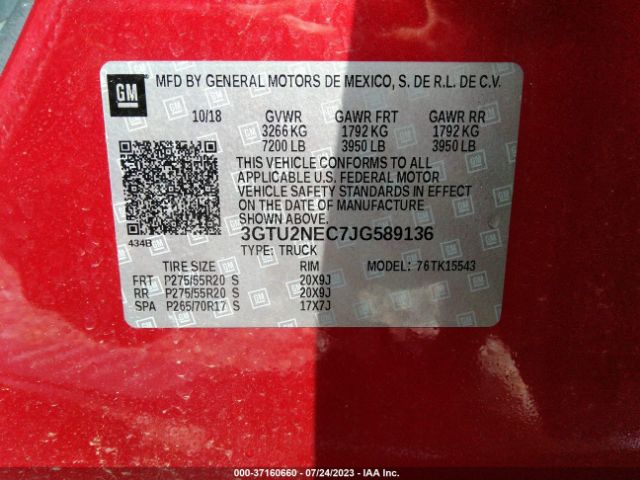 GM
MFD BY GENERAL MOTORS DE MEXICO, S. DE R.L. DE C.V.
10/18 GVWR GAWR FRT GAWR RR
3266 KG 1792 KG 1792 KG
7200 LB 3950 LB 3950 LB
THIS VEHICLE CONFORMS TO ALL
APPLICABLE U.S. FEDERAL MOTOR
VEHICLE SAFETY STANDARDS IN EFFECT
ON THE DATE OF MANUFACTURE
SHOWN ABOVE.
434B
3GTU2NEC7JG589136
TYPE: TRUCK
TIRE SIZE RIM MODEL: 76TK15543
FRT P275/55R20 S 20X9J
RR P275/55R20 S 20X9J
SPA P265/70R17 S 17X7J
000-37160660 - 07/24/2023 - IAA Inc.